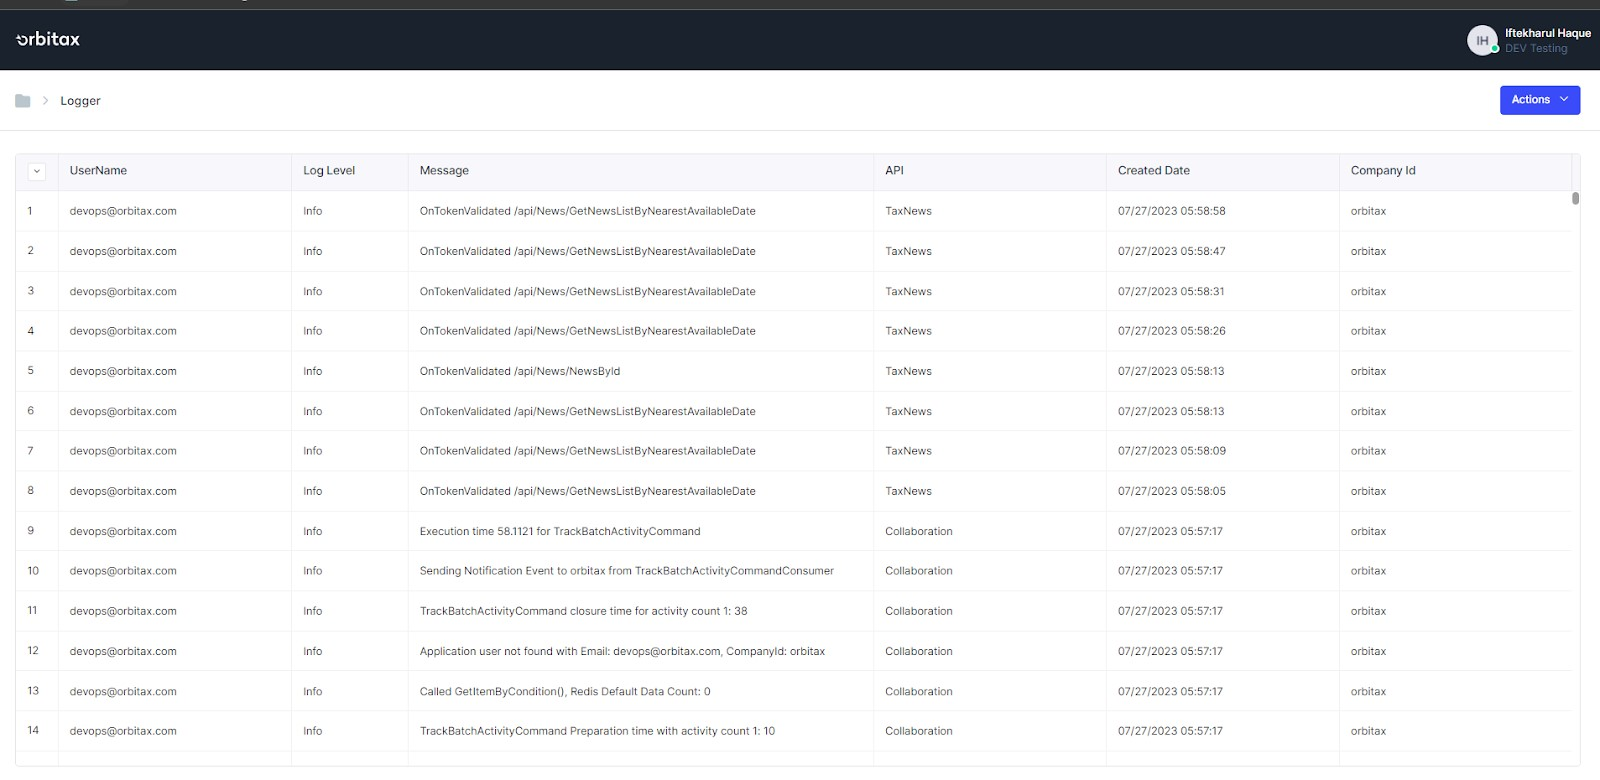 orbitax
IH
Iftekharul Haque
DEV Testing
Logger
Actions
UserName Log Level Message API Created Date Company Id
1 devops@orbitax.com Info OnTokenValidated /api/News/GetNewsListByNearestAvailableDate TaxNews 07/27/2023 05:58:58 orbitax
2 devops@orbitax.com Info OnTokenValidated /api/News/GetNewsListByNearestAvailableDate TaxNews 07/27/2023 05:58:47 orbitax
3 devops@orbitax.com Info OnTokenValidated /api/News/GetNewsListByNearestAvailableDate TaxNews 07/27/2023 05:58:31 orbitax
4 devops@orbitax.com Info OnTokenValidated /api/News/GetNewsListByNearestAvailableDate TaxNews 07/27/2023 05:58:26 orbitax
5 devops@orbitax.com Info OnTokenValidated /api/News/NewsById TaxNews 07/27/2023 05:58:13 orbitax
6 devops@orbitax.com Info OnTokenValidated /api/News/GetNewsListByNearestAvailableDate TaxNews 07/27/2023 05:58:13 orbitax
7 devops@orbitax.com Info OnTokenValidated /api/News/GetNewsListByNearestAvailableDate TaxNews 07/27/2023 05:58:09 orbitax
8 devops@orbitax.com Info OnTokenValidated /api/News/GetNewsListByNearestAvailableDate TaxNews 07/27/2023 05:58:05 orbitax
9 devops@orbitax.com Info Execution time 58.1121 for TrackBatchActivityCommand Collaboration 07/27/2023 05:57:17 orbitax
10 devops@orbitax.com Info Sending Notification Event to orbitax from TrackBatchActivityCommandConsumer Collaboration 07/27/2023 05:57:17 orbitax
11 devops@orbitax.com Info TrackBatchActivityCommand closure time for activity count 1: 38 Collaboration 07/27/2023 05:57:17 orbitax
12 devops@orbitax.com Info Application user not found with Email: devops@orbitax.com, CompanyId: orbitax Collaboration 07/27/2023 05:57:17 orbitax
13 devops@orbitax.com Info Called GetItemByCondition(), Redis Default Data Count: 0 Collaboration 07/27/2023 05:57:17 orbitax
14 devops@orbitax.com Info TrackBatchActivityCommand Preparation time with activity count 1: 10 Collaboration 07/27/2023 05:57:17 orbitax